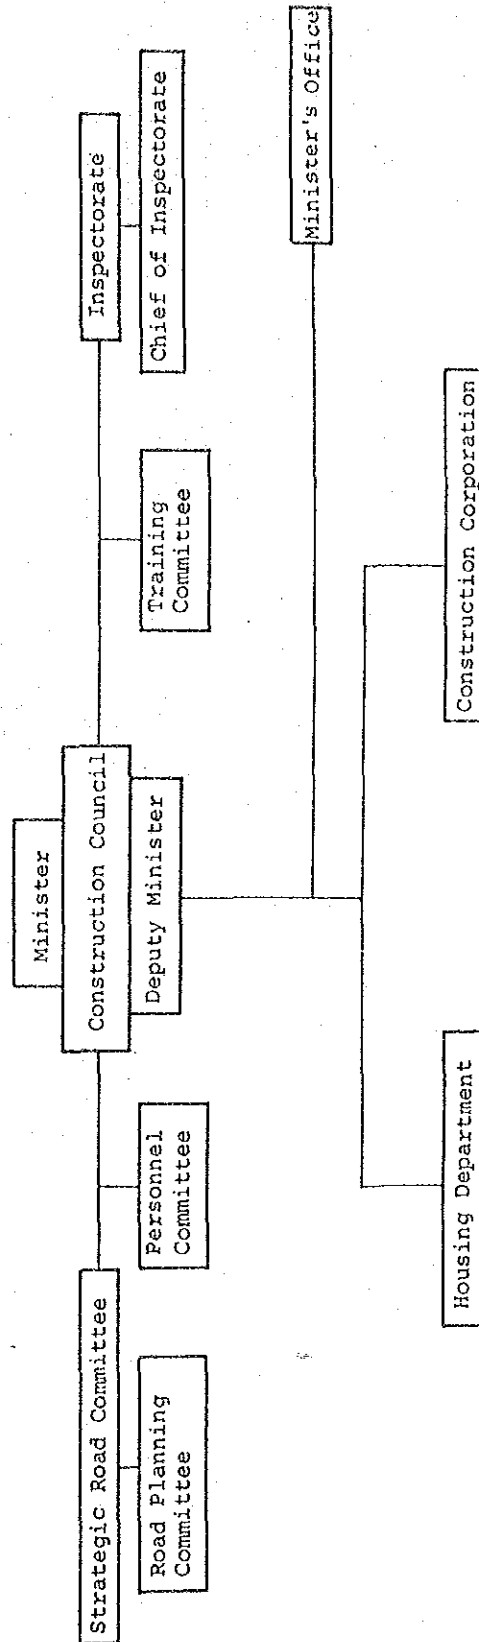 Minister
Construction Council
Deputy Minister
Strategic Road Committee
Road Planning
Committee
Personnel
Committee
Training
Committee
Inspectorate
Chief of Inspectorate
Minister's Office
Housing Department
Construction Corporation